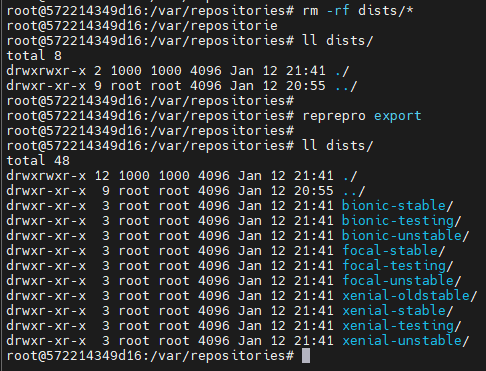 root@572214349d16:/var/repositories# rm -rf dists/*
root@572214349d16:/var/repositorie
root@572214349d16:/var/repositories# ll dists/
total 8
drwxrwxr-x 2 1000 1000 4096 Jan 12 21:41 ./
drwxr-xr-x 9 root root 4096 Jan 12 20:55 ../
root@572214349d16:/var/repositories#
root@572214349d16:/var/repositories# reprepro export
root@572214349d16:/var/repositories#
root@572214349d16:/var/repositories# ll dists/
total 48
drwxrwxr-x 12 1000 1000 4096 Jan 12 21:41 ./
drwxr-xr-x  9 root root 4096 Jan 12 20:55 ../
drwxr-xr-x  3 root root 4096 Jan 12 21:41 bionic-stable/
drwxr-xr-x  3 root root 4096 Jan 12 21:41 bionic-testing/
drwxr-xr-x  3 root root 4096 Jan 12 21:41 bionic-unstable/
drwxr-xr-x  3 root root 4096 Jan 12 21:41 focal-stable/
drwxr-xr-x  3 root root 4096 Jan 12 21:41 focal-testing/
drwxr-xr-x  3 root root 4096 Jan 12 21:41 focal-unstable/
drwxr-xr-x  3 root root 4096 Jan 12 21:41 xenial-oldstable/
drwxr-xr-x  3 root root 4096 Jan 12 21:41 xenial-stable/
drwxr-xr-x  3 root root 4096 Jan 12 21:41 xenial-testing/
drwxr-xr-x  3 root root 4096 Jan 12 21:41 xenial-unstable/
root@572214349d16:/var/repositories#